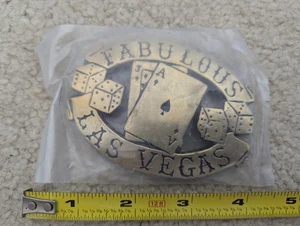 FABULOUS
J A
A
LAS VEGAS
1 2 3 4 5